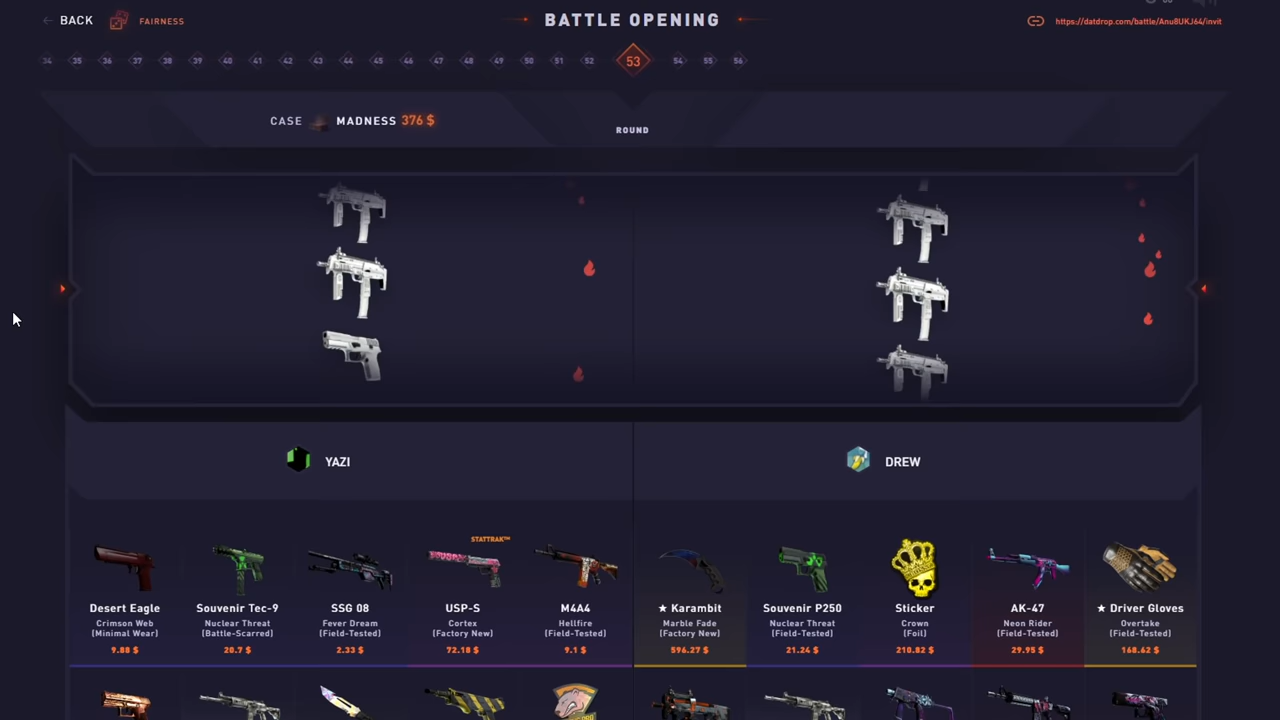 BACK
FAIRNESS
BATTLE OPENING
https://datdrop.com/battle/Anu8UKJ64/invit
34 35 36 37 38 39 40 41 42 43 44 45 46 47 48 49 50 51 52 53 54 55 56
CASE MADNESS 376 $
ROUND
YAZI
DREW
Desert Eagle
Crimson Web
(Minimal Wear)
9.88 $
Souvenir Tec-9
Nuclear Threat
(Battle-Scarred)
20.7 $
SSG 08
Fever Dream
(Field-Tested)
2.33 $
STATTRAK™
USP-S
Cortex
(Factory New)
72.18 $
M4A4
Hellfire
(Field-Tested)
9.1 $
★ Karambit
Marble Fade
(Factory New)
596.27 $
Souvenir P250
Nuclear Threat
(Field-Tested)
21.24 $
Sticker
Crown
(Foil)
210.82 $
AK-47
Neon Rider
(Field-Tested)
29.95 $
★ Driver Gloves
Overtake
(Field-Tested)
168.62 $